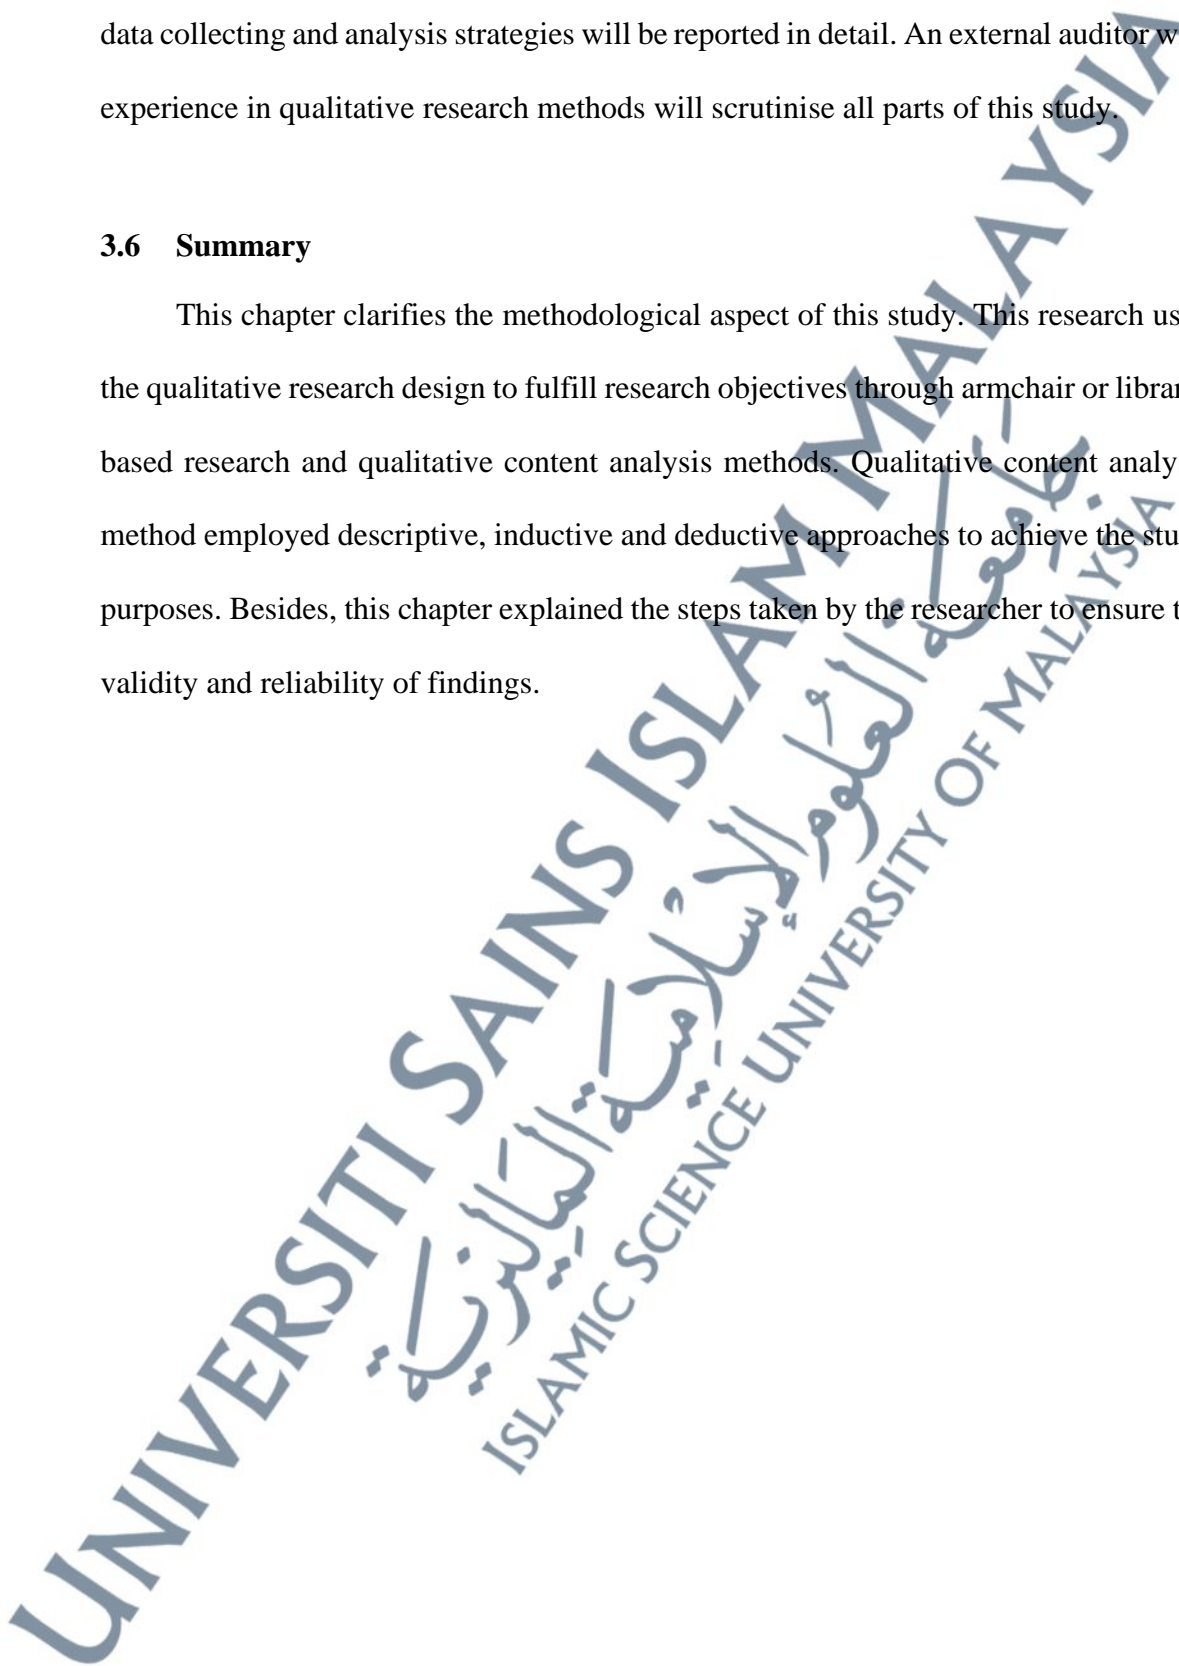 data collecting and analysis strategies will be reported in detail. An external auditor
experience in qualitative research methods will scrutinise all parts of this study.
3.6 Summary
This chapter clarifies the methodological aspect of this study. This research
the qualitative research design to fulfill research objectives through armchair or
based research and qualitative content analysis methods. Qualitative content
method employed descriptive, inductive and deductive approaches to achieve the
purposes. Besides, this chapter explained the steps taken by the researcher to ensure
validity and reliability of findings.
UNIVERSITI SAINS ISLAM MALAYSIA
جامعة العلوم الإسلامية الماليزية
ISLAMIC SCIENCE UNIVERSITY OF MALAYSIA